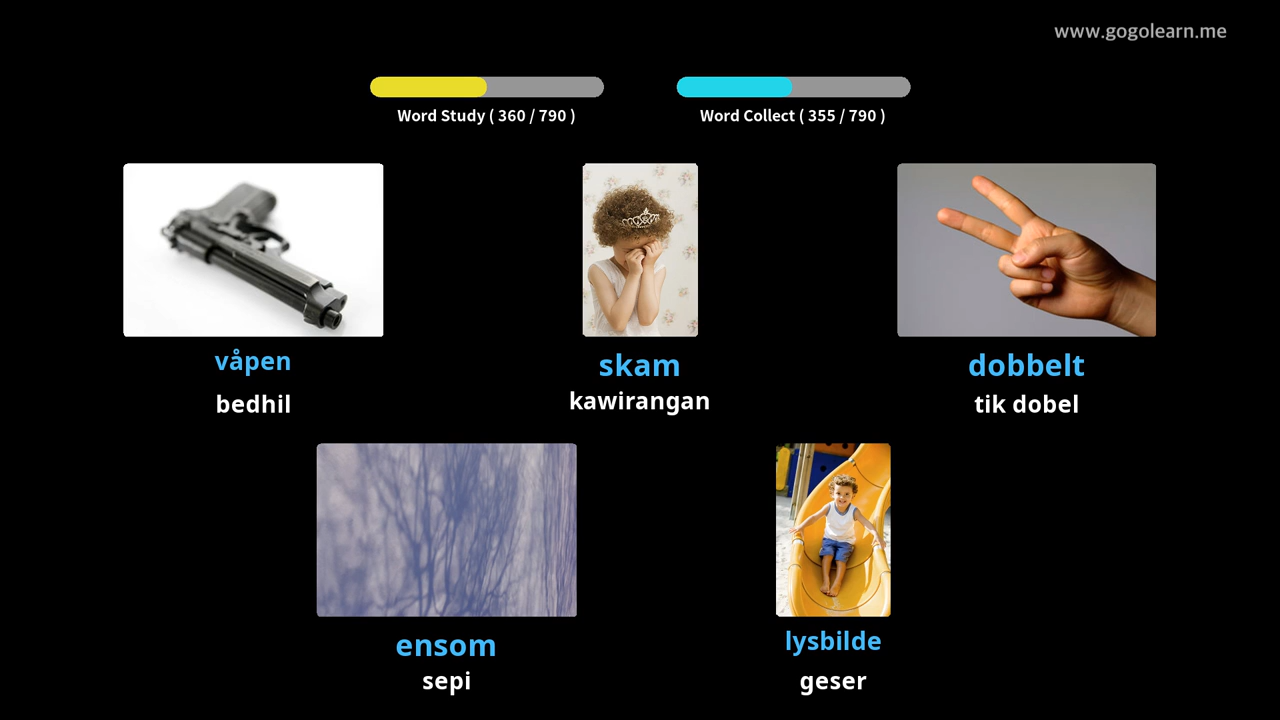 www.gogolearn.me
Word Study ( 360 / 790 )
Word Collect ( 355 / 790 )
våpen
bedhil
skam
kawirangan
dobbelt
tik dobel
ensom
sepi
lysbilde
geser